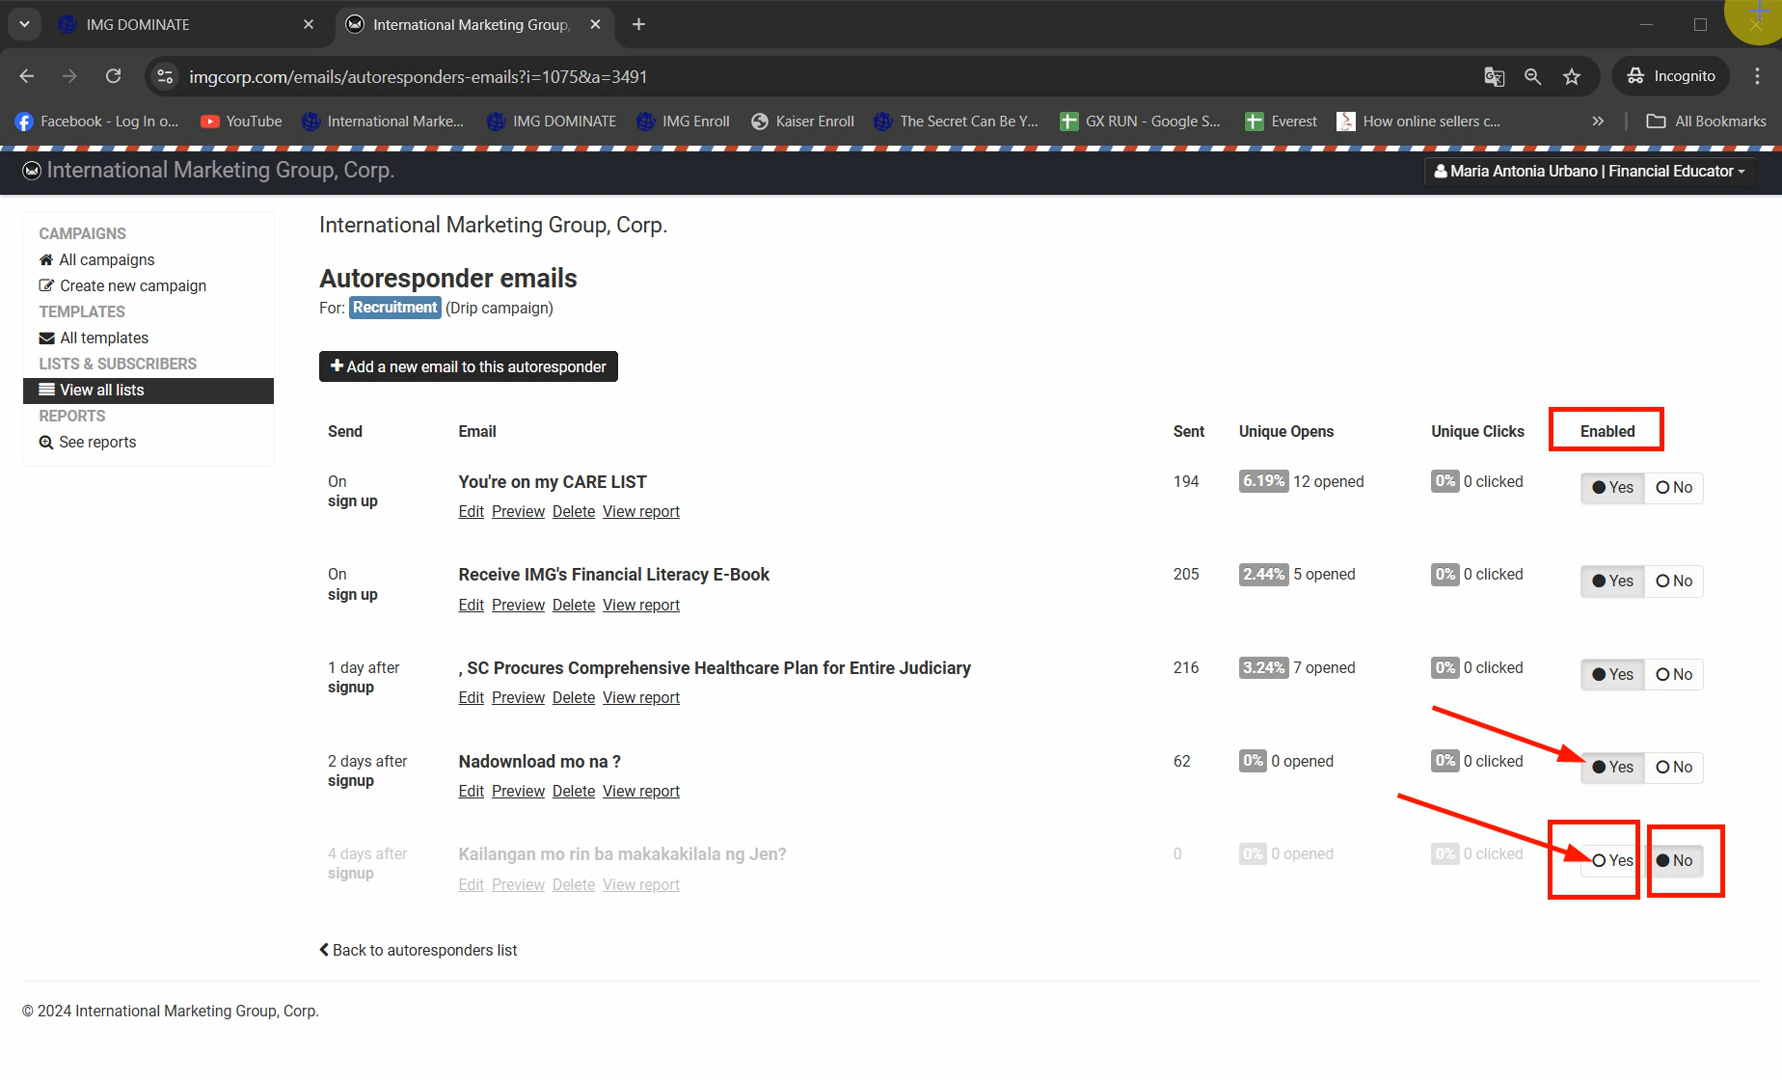 IMG DOMINATE
International Marketing Group,
imgcorp.com/emails/autoresponders-emails?i=1075&a=3491
Incognito
Facebook - Log In o...
YouTube
International Marke...
IMG DOMINATE
IMG Enroll
Kaiser Enroll
The Secret Can Be Y...
GX RUN - Google S...
Everest
How online sellers c...
»
All Bookmarks
International Marketing Group, Corp.
Maria Antonia Urbano | Financial Educator
CAMPAIGNS
All campaigns
Create new campaign
TEMPLATES
All templates
LISTS & SUBSCRIBERS
View all lists
REPORTS
See reports
International Marketing Group, Corp.
Autoresponder emails
For: Recruitment (Drip campaign)
+ Add a new email to this autoresponder
Send Email Sent Unique Opens Unique Clicks Enabled
On You're on my CARE LIST 194 6.19% 12 opened 0% 0 clicked Yes No
sign up
Edit Preview Delete View report
On Receive IMG's Financial Literacy E-Book 205 2.44% 5 opened 0% 0 clicked Yes No
sign up
Edit Preview Delete View report
1 day after , SC Procures Comprehensive Healthcare Plan for Entire Judiciary 216 3.24% 7 opened 0% 0 clicked Yes No
signup
Edit Preview Delete View report
2 days after Nadownload mo na ? 62 0% 0 opened 0% 0 clicked Yes No
signup
Edit Preview Delete View report
4 days after Kailangan mo rin ba makakakilala ng Jen? 0 0% 0 opened 0% 0 clicked Yes No
signup
Edit Preview Delete View report
Back to autoresponders list
© 2024 International Marketing Group, Corp.